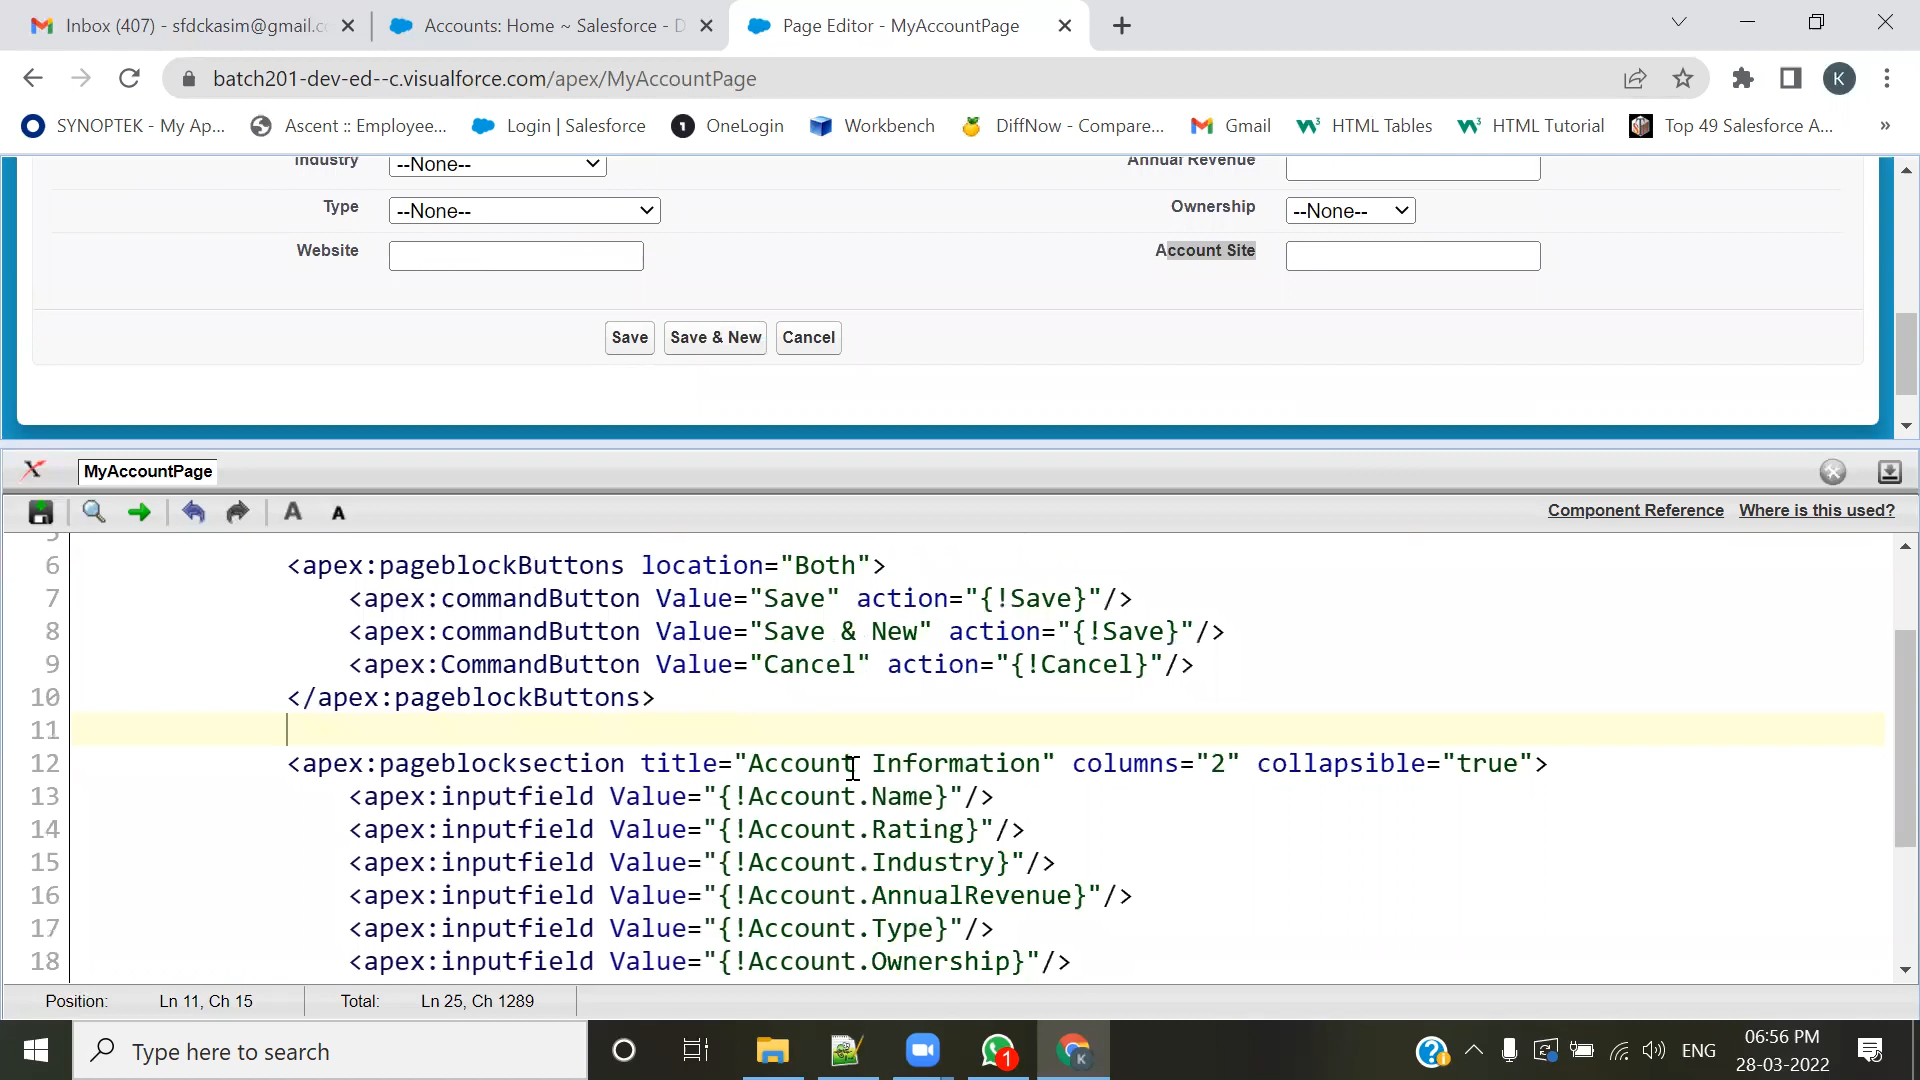 Inbox (407) - sfdckasim@gmail.c
Accounts: Home ~ Salesforce - D
Page Editor - MyAccountPage
batch201-dev-ed--c.visualforce.com/apex/MyAccountPage
K
SYNOPTEK - My Ap...
Ascent :: Employee...
Login | Salesforce
OneLogin
Workbench
DiffNow - Compare...
Gmail
HTML Tables
HTML Tutorial
Top 49 Salesforce A...
»
Industry --None-- Annual Revenue
Type --None-- Ownership --None--
Website Account Site
Save Save & New Cancel
MyAccountPage
A A Component Reference Where is this used?
5
6 <apex:pageblockButtons location="Both">
7 <apex:commandButton Value="Save" action="{!Save}"/>
8 <apex:commandButton Value="Save & New" action="{!Save}"/>
9 <apex:CommandButton Value="Cancel" action="{!Cancel}"/>
10 </apex:pageblockButtons>
11
12 <apex:pageblocksection title="Account Information" columns="2" collapsible="true">
13 <apex:inputfield Value="{!Account.Name}"/>
14 <apex:inputfield Value="{!Account.Rating}"/>
15 <apex:inputfield Value="{!Account.Industry}"/>
16 <apex:inputfield Value="{!Account.AnnualRevenue}"/>
17 <apex:inputfield Value="{!Account.Type}"/>
18 <apex:inputfield Value="{!Account.Ownership}"/>
Position: Ln 11, Ch 15 Total: Ln 25, Ch 1289
Type here to search
1
K
ENG
06:56 PM
28-03-2022